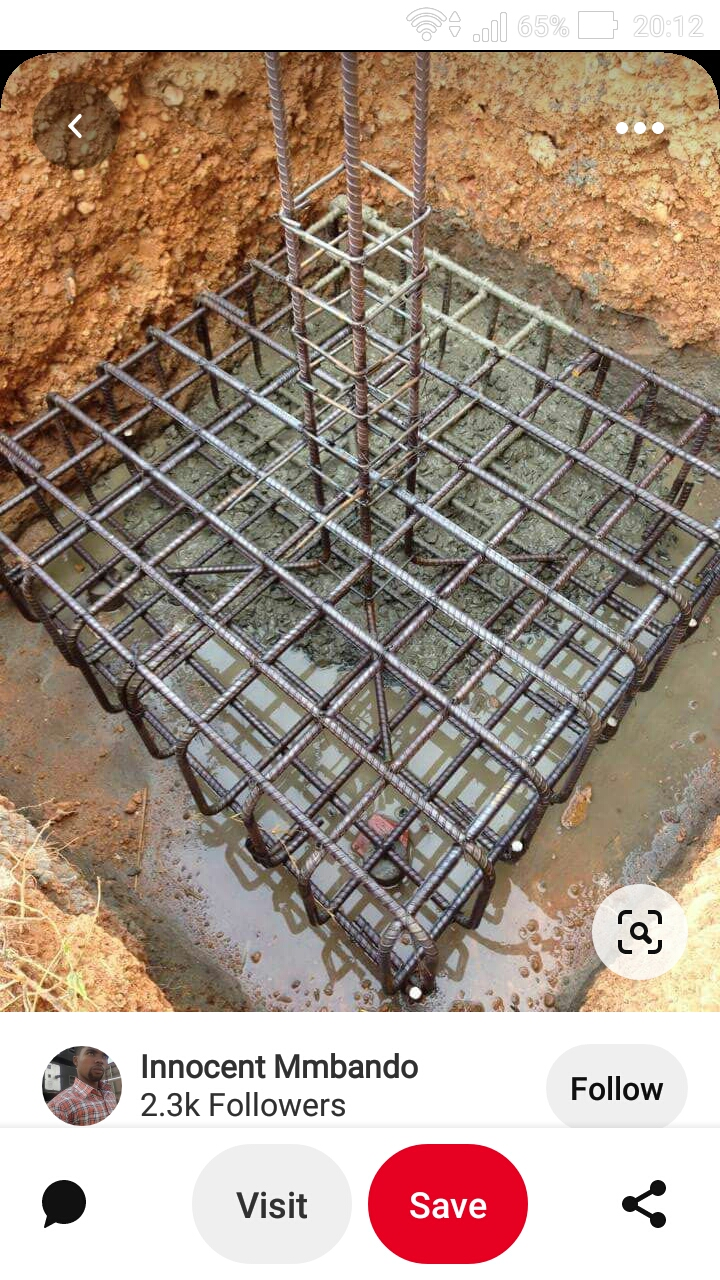 65% 20:12
Innocent Mmbando
2.3k Followers
Follow
Visit
Save